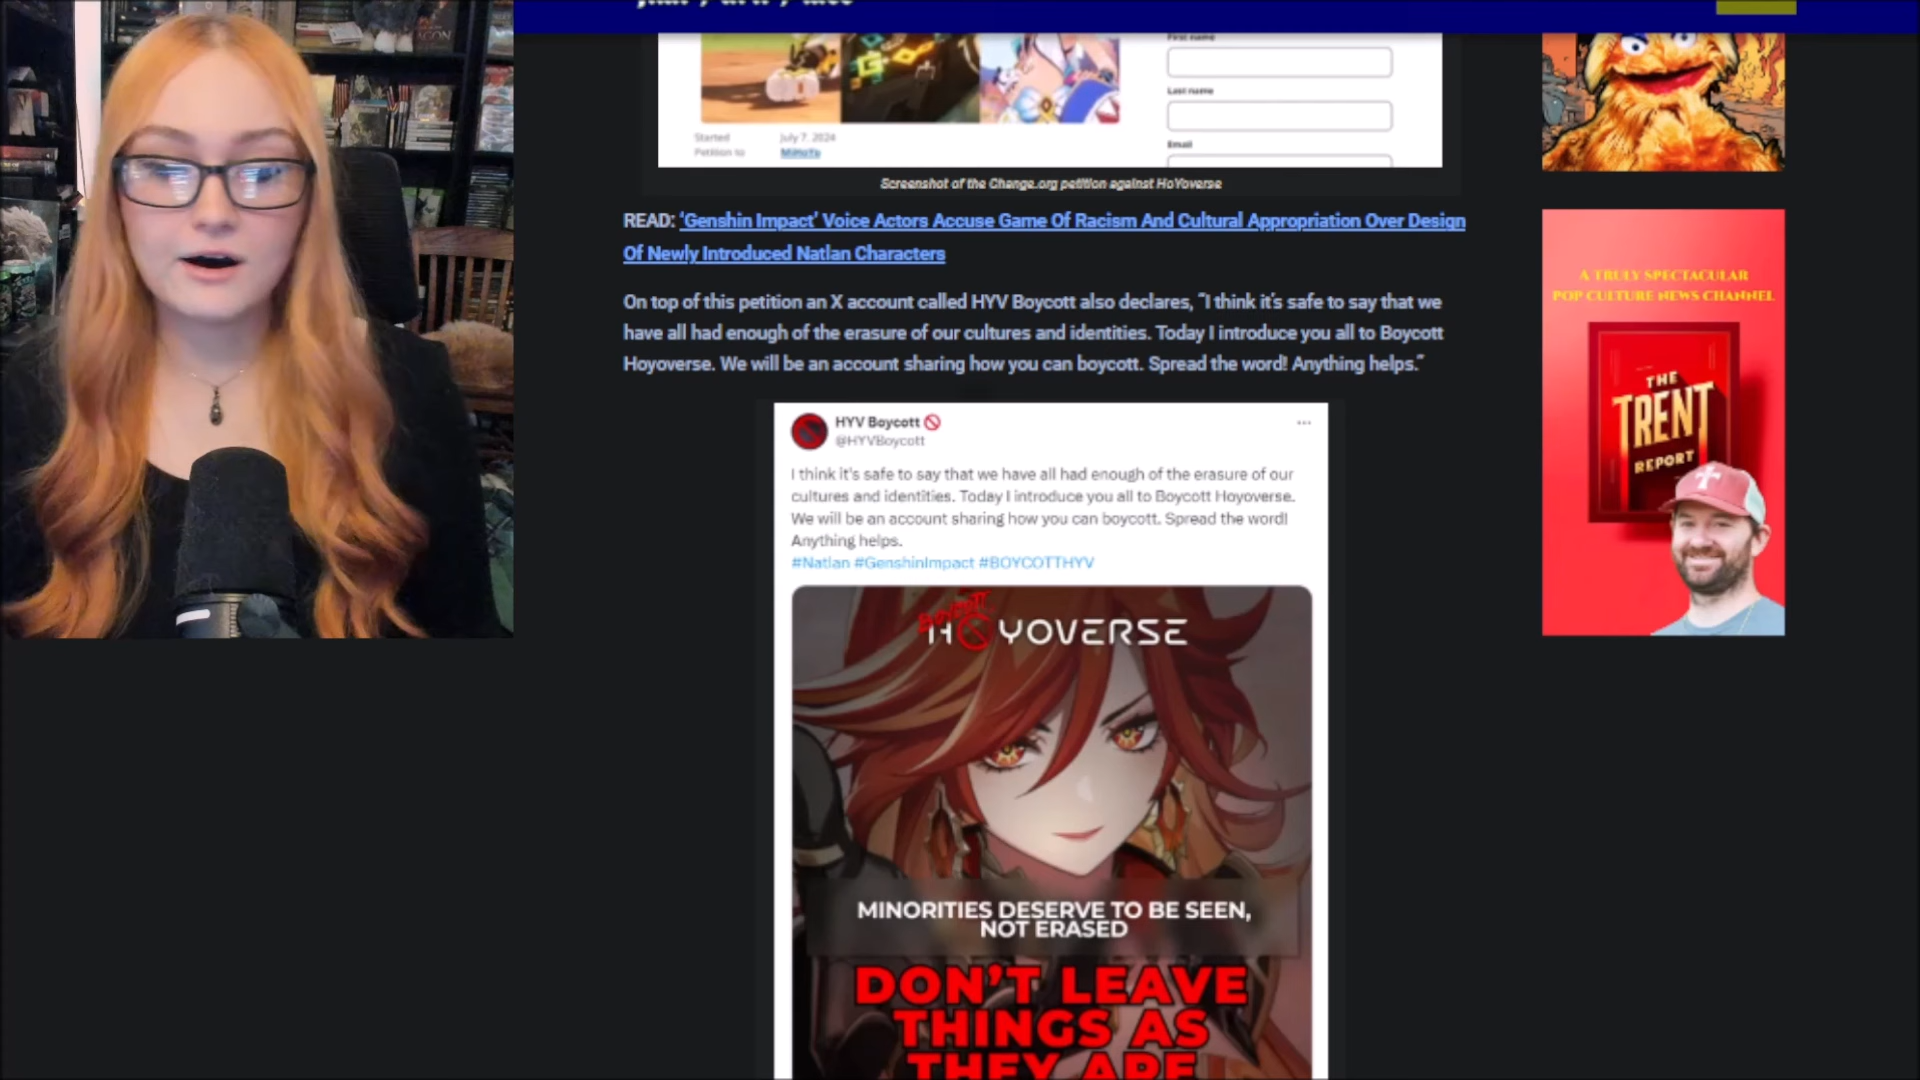 First name
Last name
Started July 7, 2024
Petition to MiHoYo
Email
Screenshot of the Change.org petition against HoYoverse
READ: 'Genshin Impact' Voice Actors Accuse Game Of Racism And Cultural Appropriation Over Design
Of Newly Introduced Natlan Characters
On top of this petition an X account called HYV Boycott also declares, "I think it's safe to say that we
have all had enough of the erasure of our cultures and identities. Today I introduce you all to Boycott
Hoyoverse. We will be an account sharing how you can boycott. Spread the word! Anything helps."
HYV Boycott
@HYVBoycott
I think it's safe to say that we have all had enough of the erasure of our
cultures and identities. Today I introduce you all to Boycott Hoyoverse.
We will be an account sharing how you can boycott. Spread the word!
Anything helps.
#Natlan #GenshinImpact #BOYCOTTHYV
Boycott
HOYOVERSE
MINORITIES DESERVE TO BE SEEN,
NOT ERASED
DON'T LEAVE
THINGS AS
THEY ARE
A TRULY SPECTACULAR
POP CULTURE NEWS CHANNEL
THE
TRENT
REPORT
T